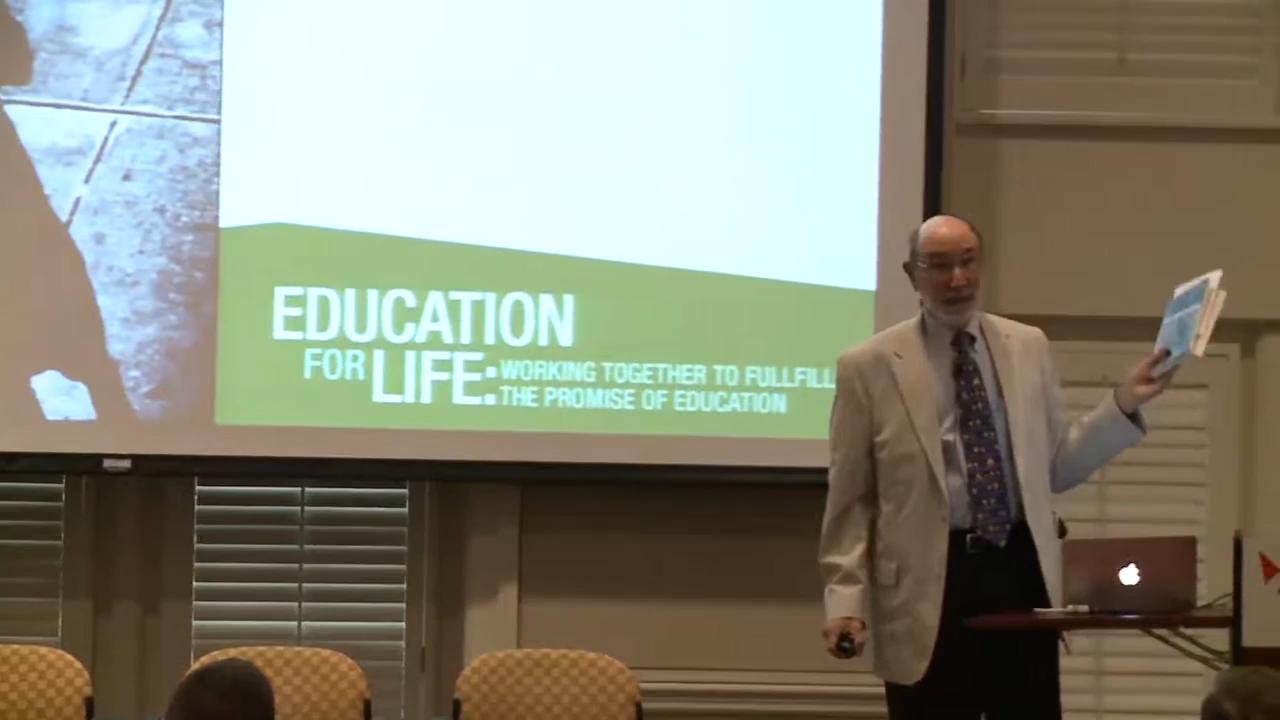 EDUCATION
FOR LIFE: WORKING TOGETHER TO FULLFILL
THE PROMISE OF EDUCATION